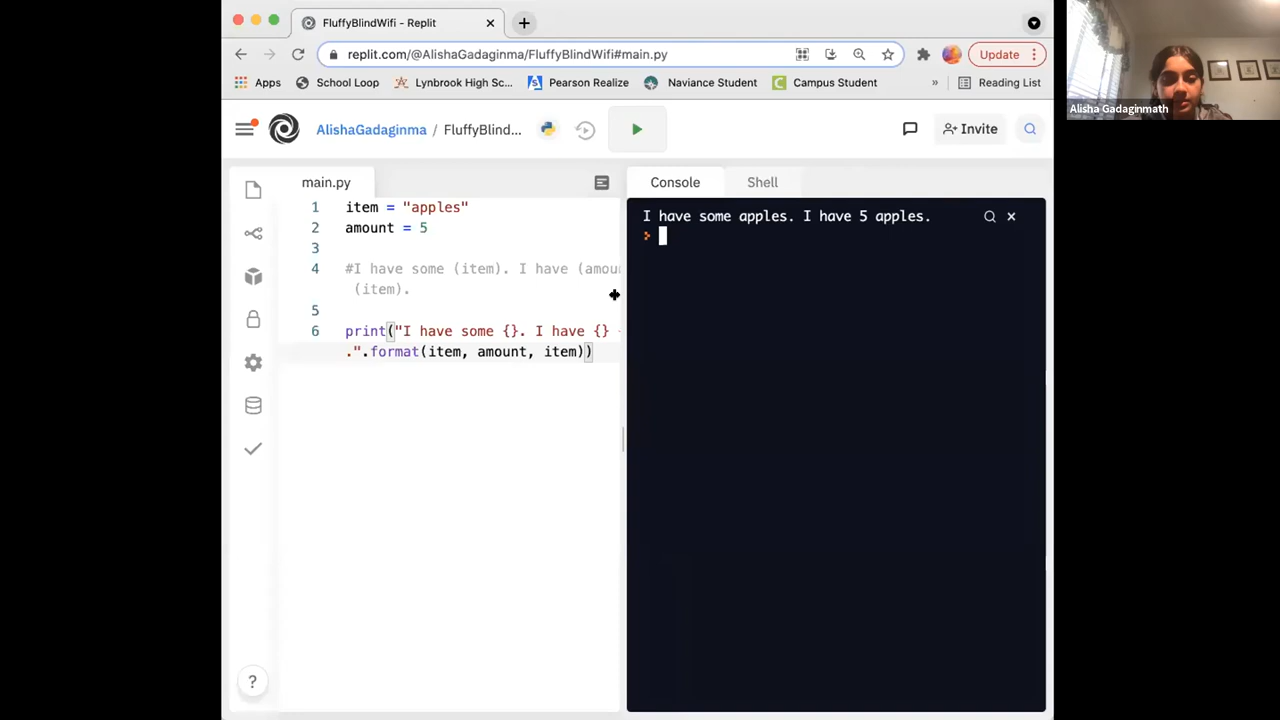 FluffyBlindWifi - Replit
replit.com/@AlishaGadaginma/FluffyBlindWifi#main.py
Update
Apps
School Loop
Lynbrook High Sc...
Pearson Realize
Naviance Student
Campus Student
»
Reading List
Alisha Gadaginmath
AlishaGadaginma / FluffyBlind...
Invite
main.py
1 item = "apples"
2 amount = 5
3
4 #I have some (item). I have (amou
(item).
5
6 print("I have some {}. I have {}
.".format(item, amount, item))
?
Console
Shell
I have some apples. I have 5 apples.